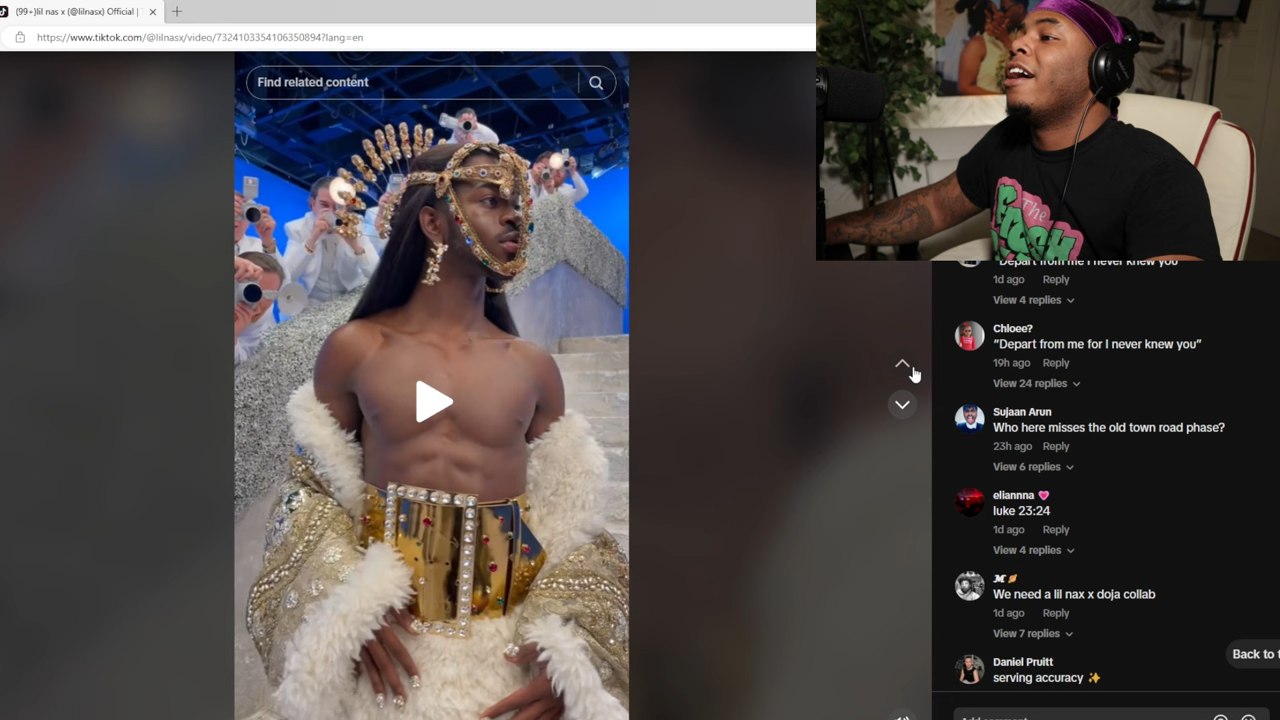 (99+)lil nas x (@lilnasx) Official |
https://www.tiktok.com/@lilnasx/video/7324103354106350894?lang=en
Find related content
The
"Depart from me I never knew you"
1d ago Reply
View 4 replies
Chloee?
"Depart from me for I never knew you"
19h ago Reply
View 24 replies
Sujaan Arun
Who here misses the old town road phase?
23h ago Reply
View 6 replies
eliannna
luke 23:24
1d ago Reply
View 4 replies
We need a lil nax x doja collab
1d ago Reply
View 7 replies
Back to
Daniel Pruitt
serving accuracy ✨
Add comment